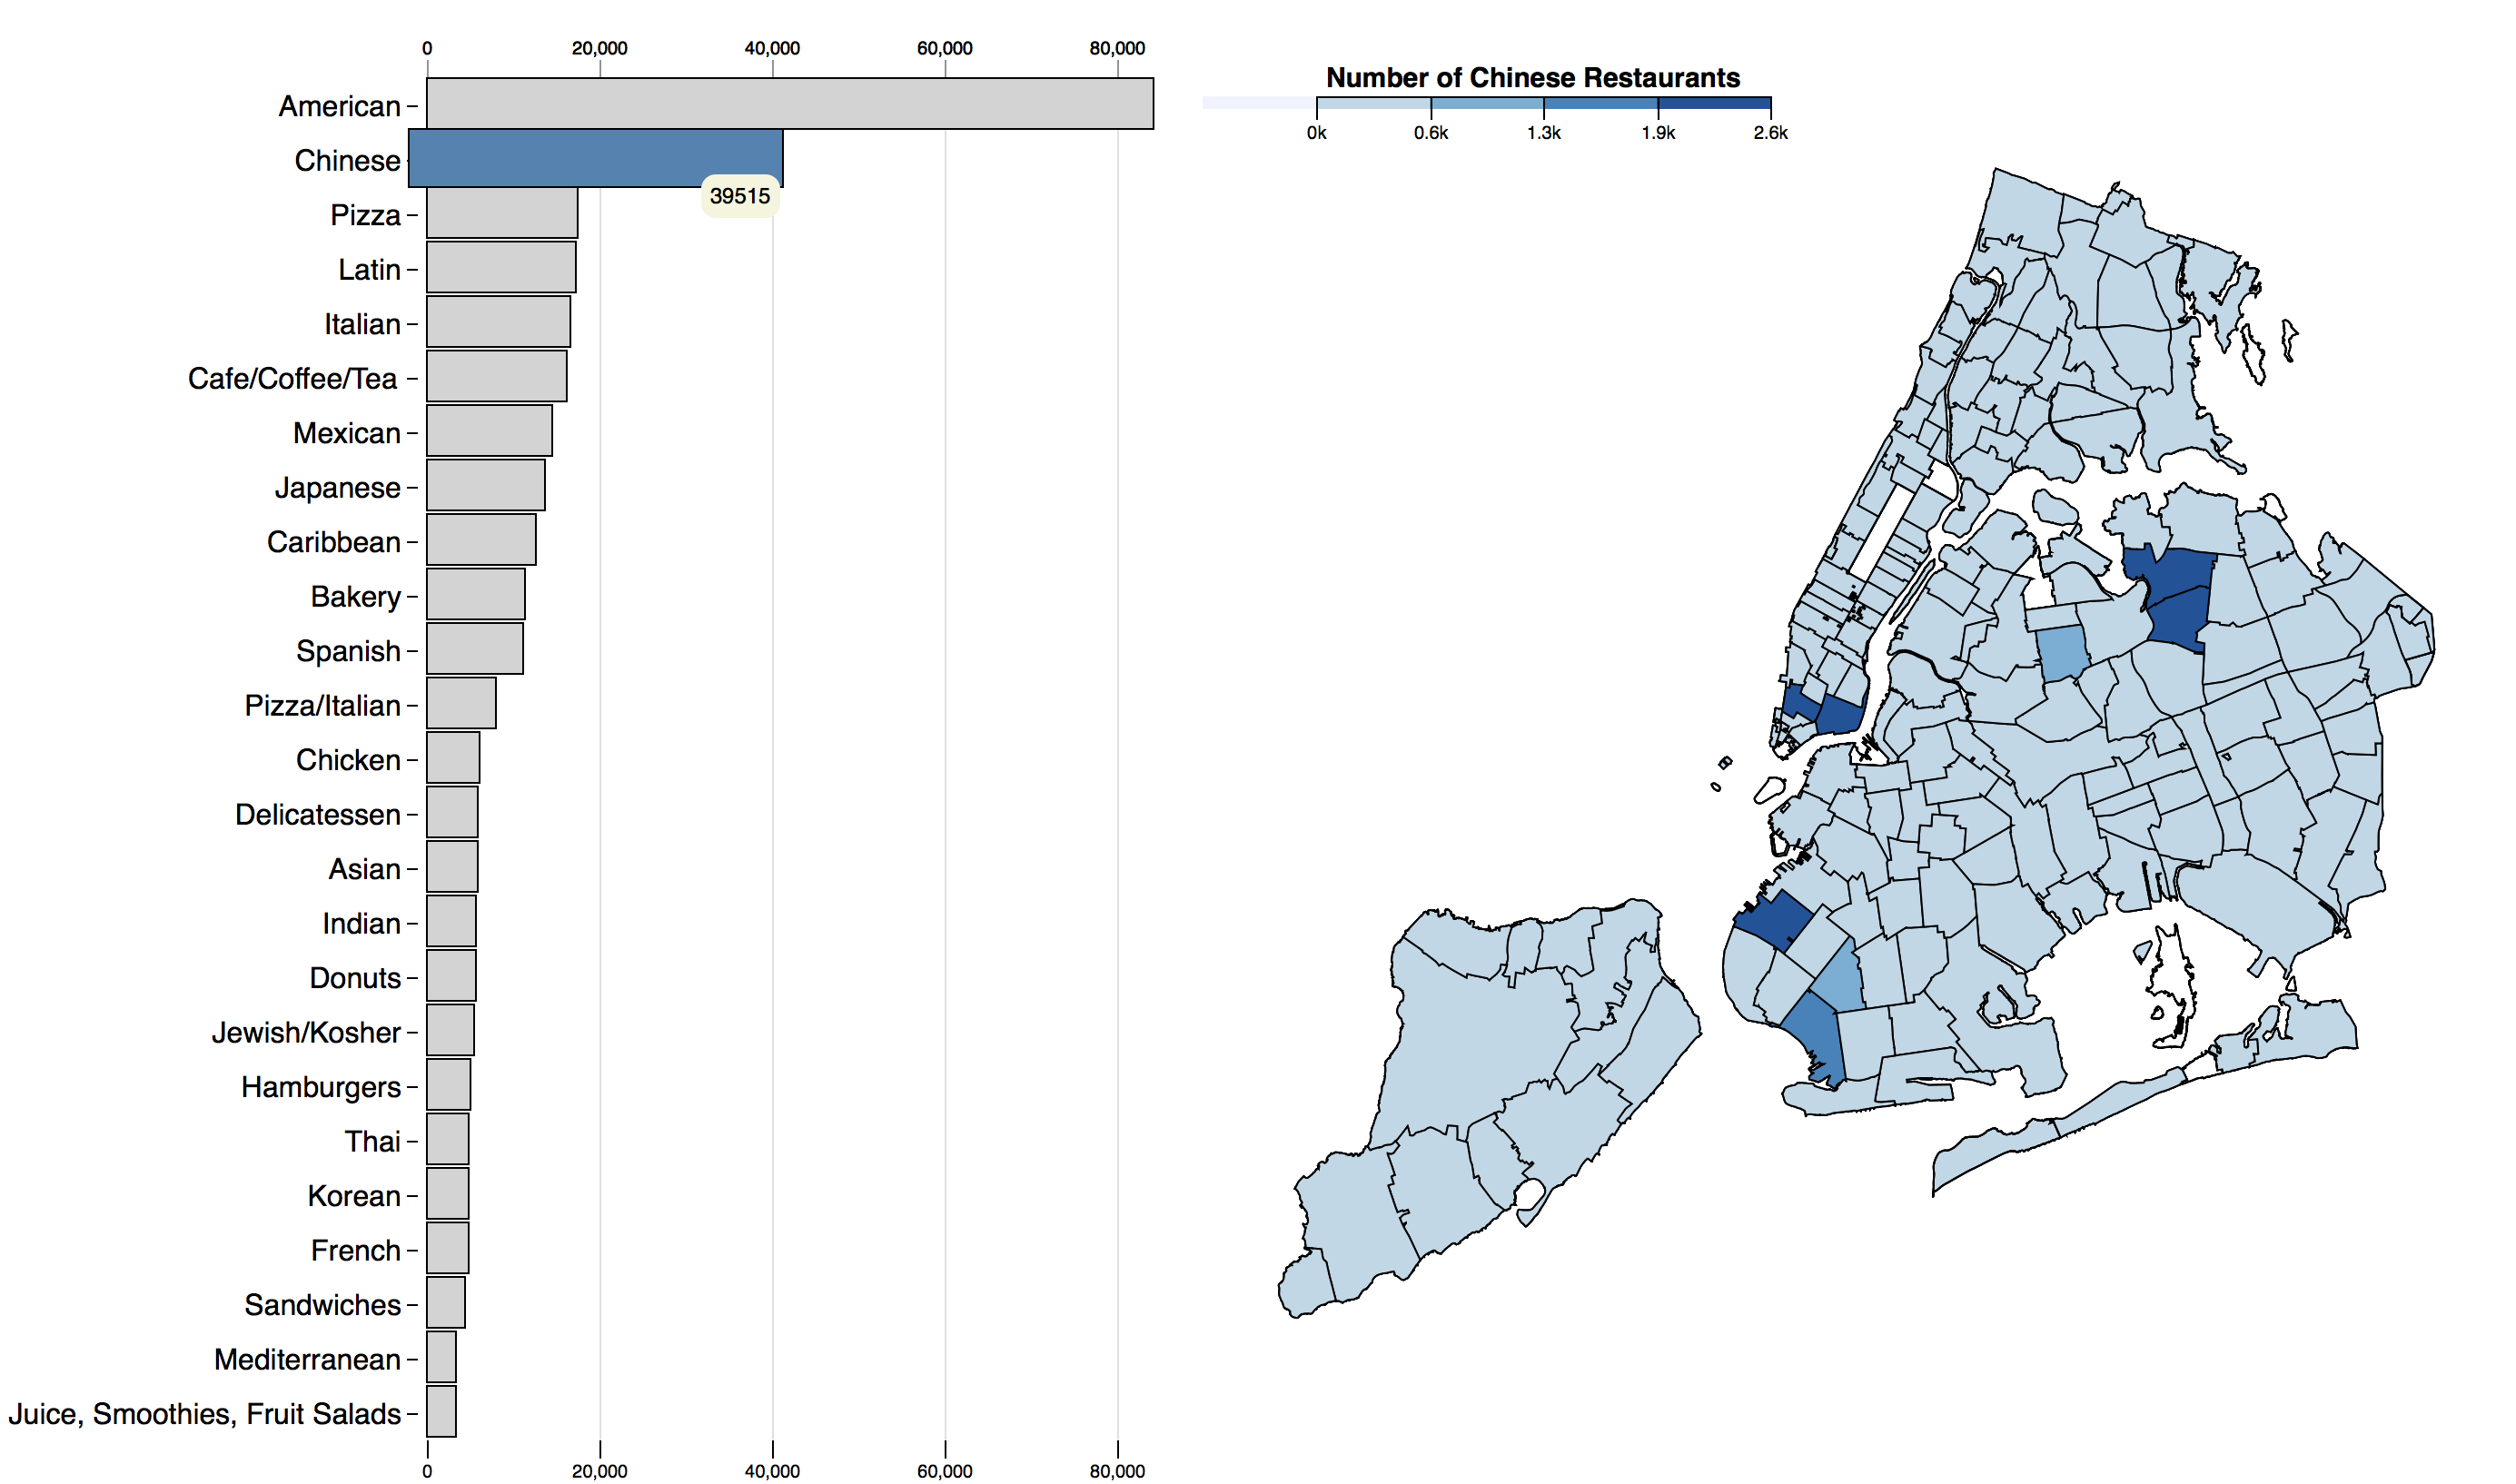 0 20,000 40,000 60,000 80,000
American
Chinese
39515
Pizza
Latin
Italian
Cafe/Coffee/Tea
Mexican
Japanese
Caribbean
Bakery
Spanish
Pizza/Italian
Chicken
Delicatessen
Asian
Indian
Donuts
Jewish/Kosher
Hamburgers
Thai
Korean
French
Sandwiches
Mediterranean
Juice, Smoothies, Fruit Salads
0 20,000 40,000 60,000 80,000
Number of Chinese Restaurants
0k 0.6k 1.3k 1.9k 2.6k